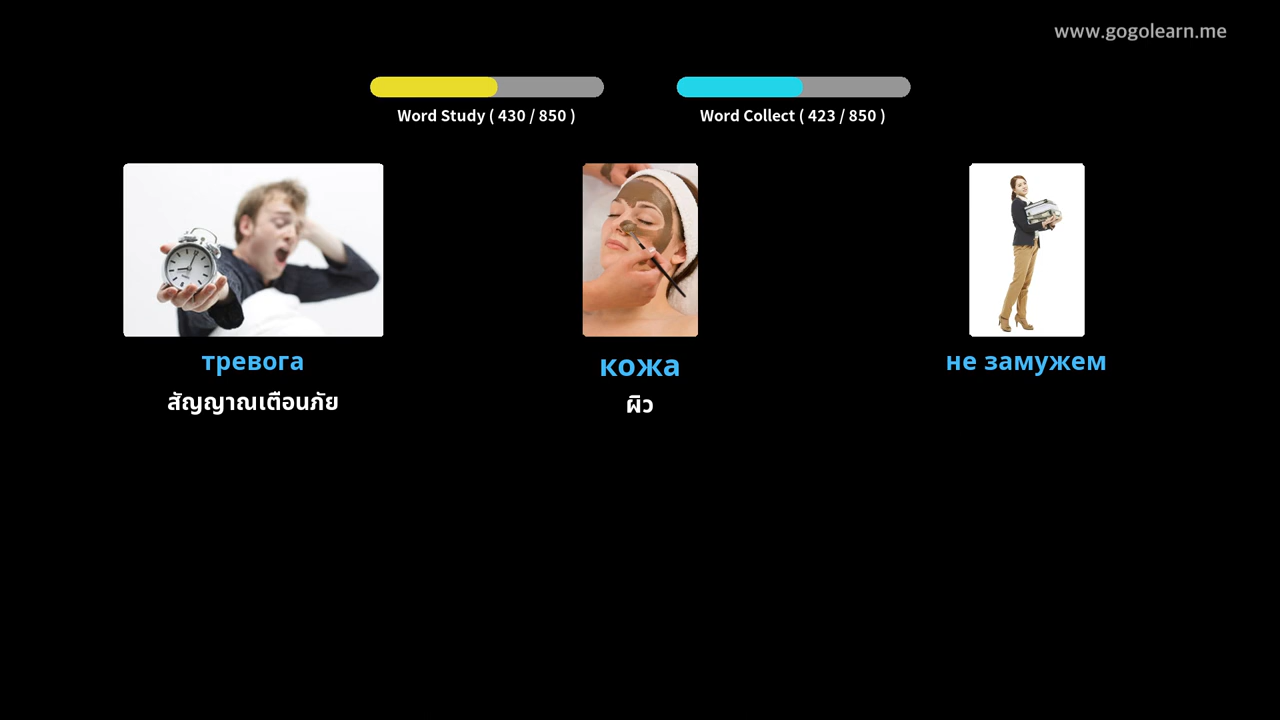 www.gogolearn.me
Word Study ( 430 / 850 )
Word Collect ( 423 / 850 )
тревога
สัญญาณเตือนภัย
кожа
ผิว
не замужем